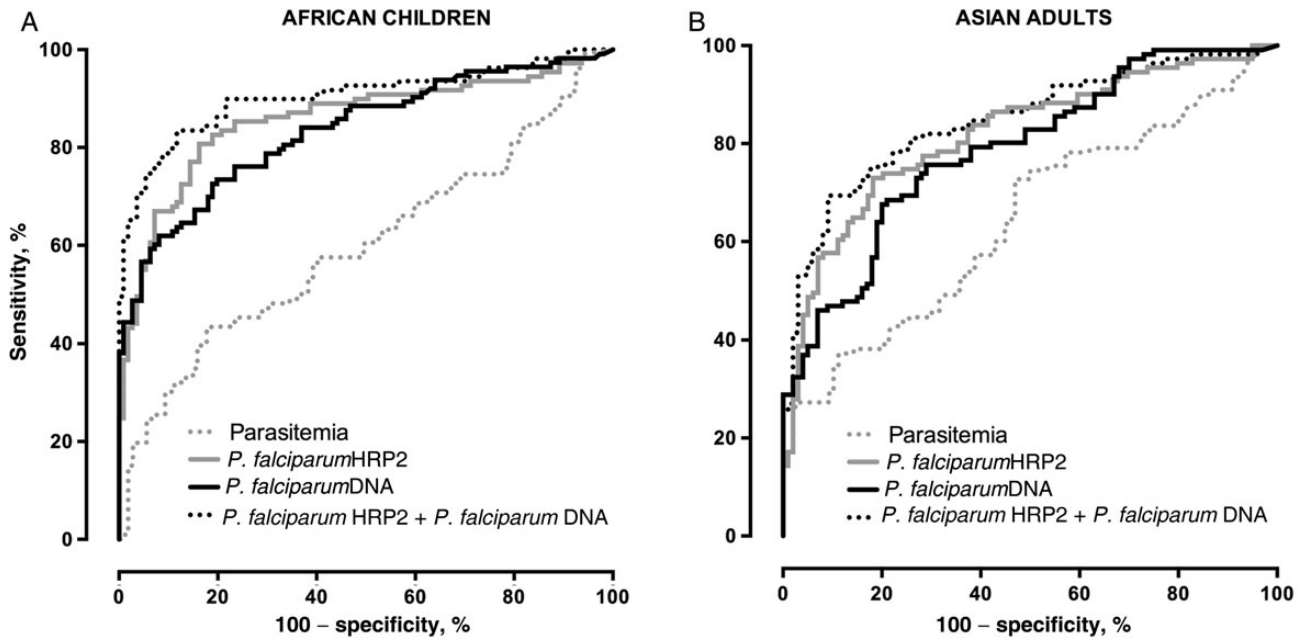 A
AFRICAN CHILDREN
100
80
60
40
20
0
Sensitivity, %
Parasitemia
P. falciparumHRP2
P. falciparumDNA
P. falciparum HRP2 + P. falciparum DNA
0 20 40 60 80 100
100 – specificity, %
B
ASIAN ADULTS
100
80
60
40
20
0
Parasitemia
P. falciparumHRP2
P. falciparumDNA
P. falciparum HRP2 + P. falciparum DNA
0 20 40 60 80 100
100 – specificity, %